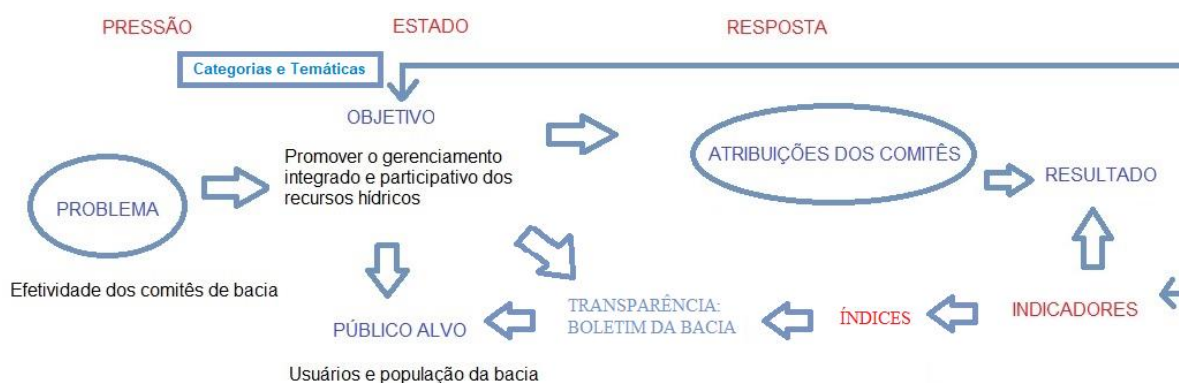 PRESSÃO
ESTADO
RESPOSTA
Categorias e Temáticas
OBJETIVO
Promover o gerenciamento
integrado e participativo dos
recursos hídricos
ATRIBUIÇÕES DOS COMITÊS
RESULTADO
PROBLEMA
Efetividade dos comitês de bacia
TRANSPARÊNCIA:
BOLETIM DA BACIA
ÍNDICES
INDICADORES
PÚBLICO ALVO
Usuários e população da bacia